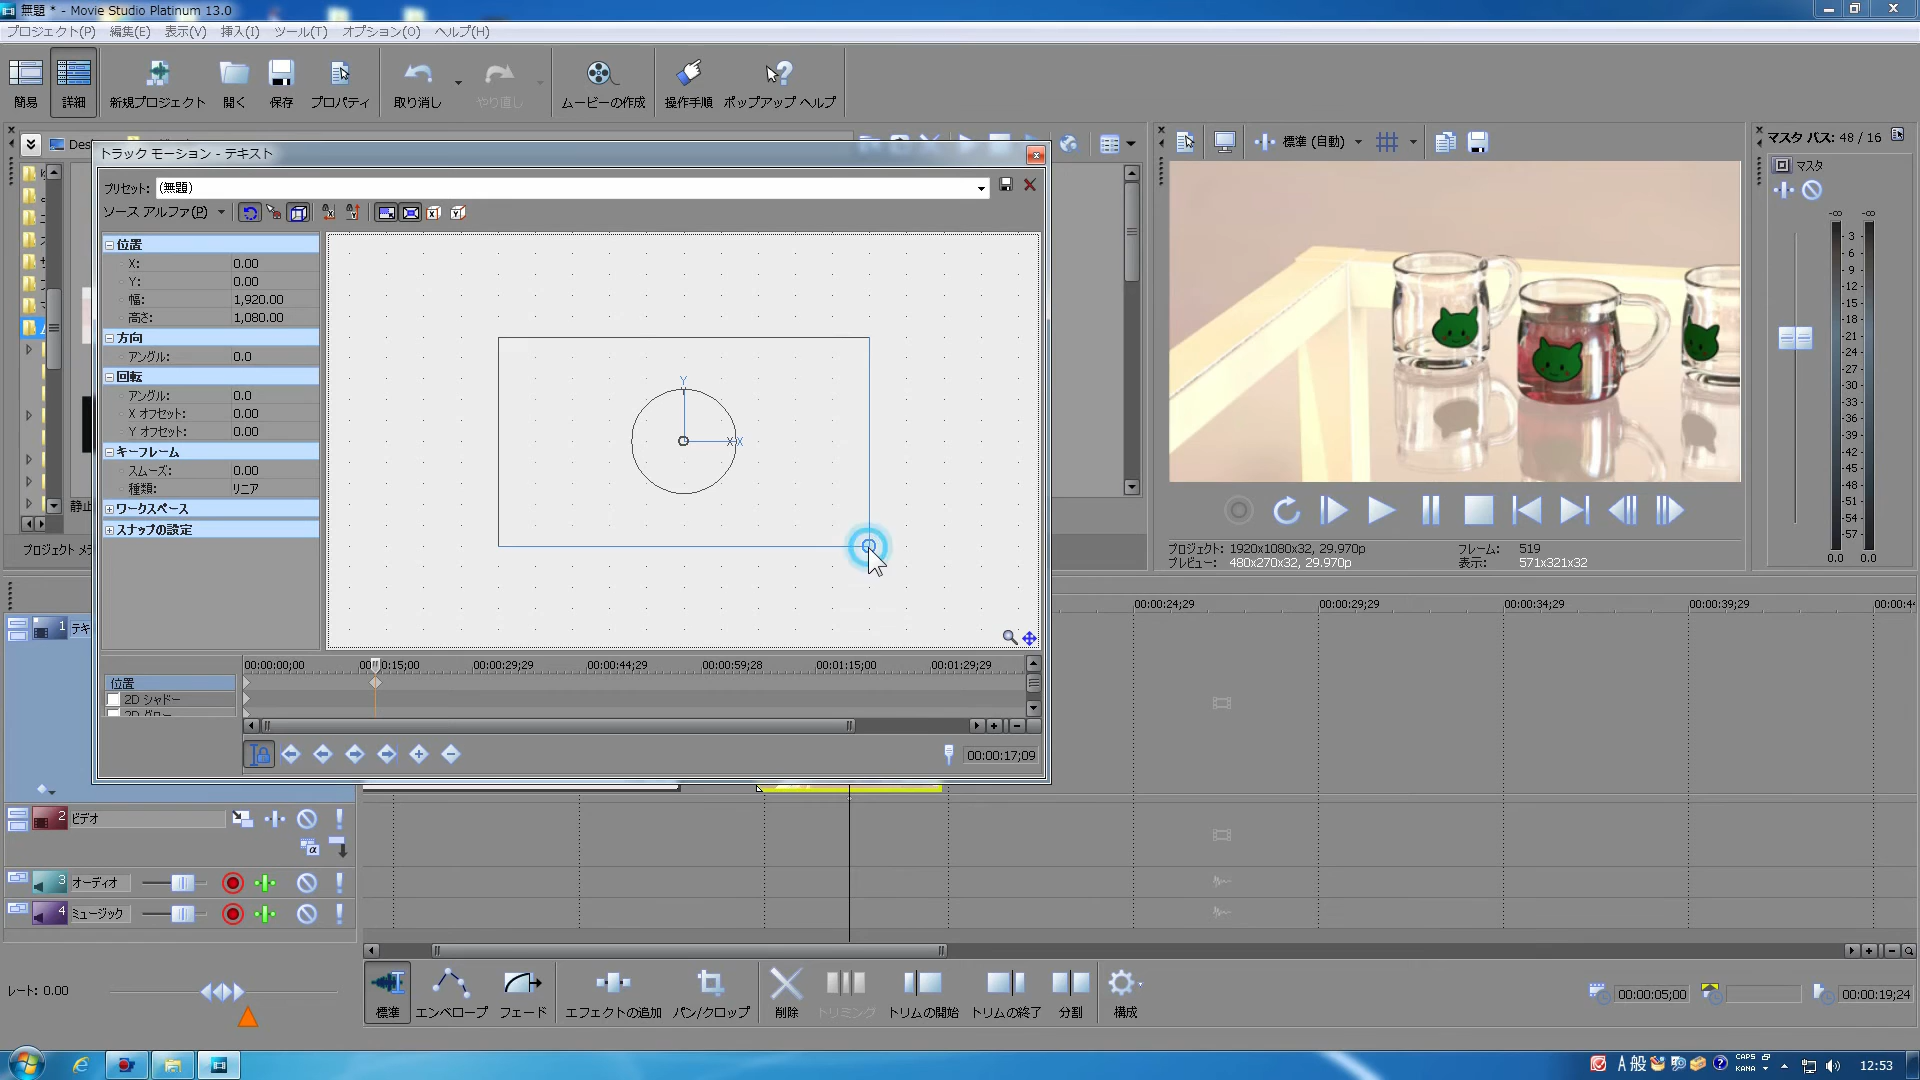 無題 * - Movie Studio Platinum 13.0
プロジェクト(P) 編集(E) 表示(V) 挿入(I) ツール(T) オプション(O) ヘルプ(H)
簡易 詳細 新規プロジェクト 開く 保存 プロパティ 取り消し やり直し ムービーの作成 操作手順 ポップアップ ヘルプ
Des
標準 (自動)
マスタ バス: 48 / 16
マスタ
トラック モーション - テキスト
プリセット: (無題)
ソース アルファ(P)
位置
X: 0.00
Y: 0.00
幅: 1,920.00
高さ: 1,080.00
方向
アングル: 0.0
回転
アングル: 0.0
X オフセット: 0.00
Y オフセット: 0.00
キーフレーム
スムーズ: 0.00
種類: リニア
ワークスペース
スナップの設定
Y
Y
X X
-∞ -∞
- 3 -
- 6 -
- 9 -
-12-
-15-
-18-
-21-
-24-
-27-
-30-
-33-
-36-
-39-
-42-
-45-
-48-
-51-
-54-
-57-
0.0 0.0
静止
プロジェクト メラ
プロジェクト: 1920x1080x32, 29.970p フレーム: 519
プレビュー: 480x270x32, 29.970p 表示: 571x321x32
00:00:24;29 00:00:29;29 00:00:34;29 00:00:39;29 00:00:44
1 テキ
00:00:00;00 00:00:15;00 00:00:29;29 00:00:44;29 00:00:59;28 00:01:15;00 00:01:29;29
位置
2D シャドー
2D グロー
00:00:17;09
2 ビデオ
3 オーディオ
4 ミュージック
レート: 0.00
標準 エンベロープ フェード エフェクトの追加 パン/クロップ 削除 トリミング トリムの開始 トリムの終了 分割 構成
00:00:05;00 00:00:19;24
A 般 CAPS KANA 12:53